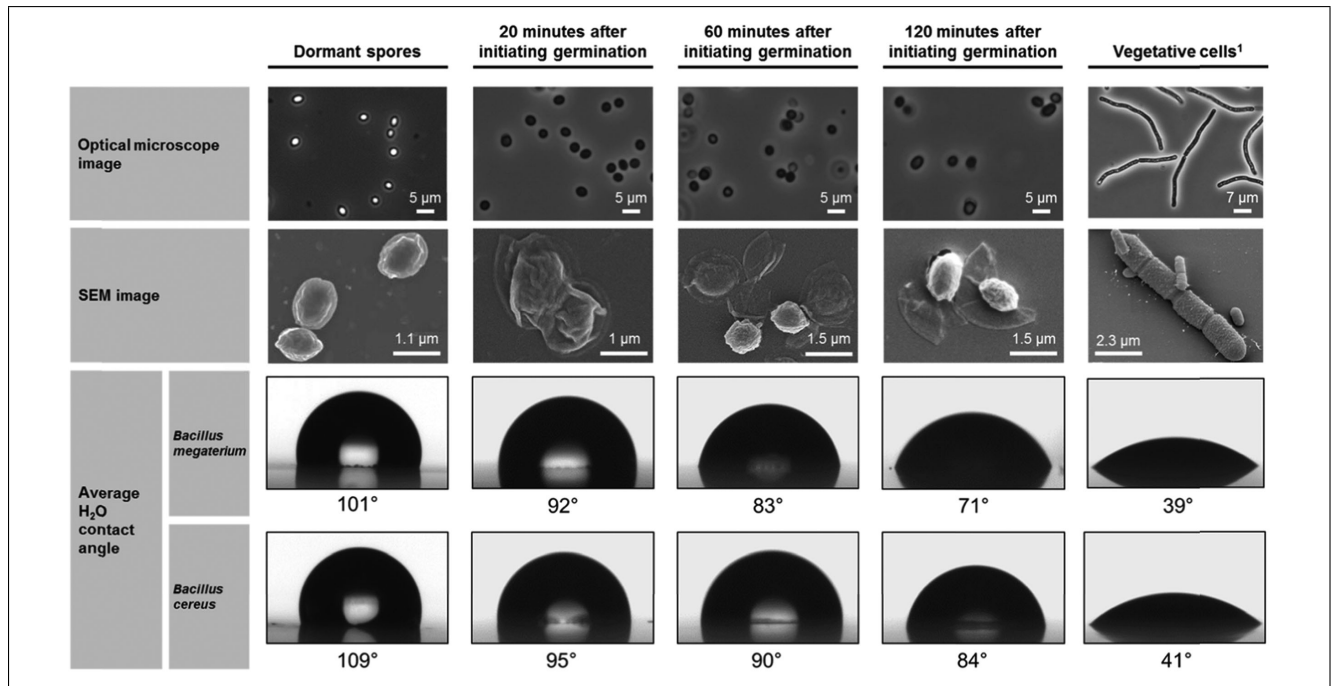 Dormant spores
20 minutes after
initiating germination
60 minutes after
initiating germination
120 minutes after
initiating germination
Vegetative cells¹
Optical microscope
image
5 µm
5 µm
5 µm
5 µm
7 µm
SEM image
1.1 µm
1 µm
1.5 µm
1.5 µm
2.3 µm
Average
H₂O
contact
angle
Bacillus
megaterium
101°
92°
83°
71°
39°
Bacillus
cereus
109°
95°
90°
84°
41°